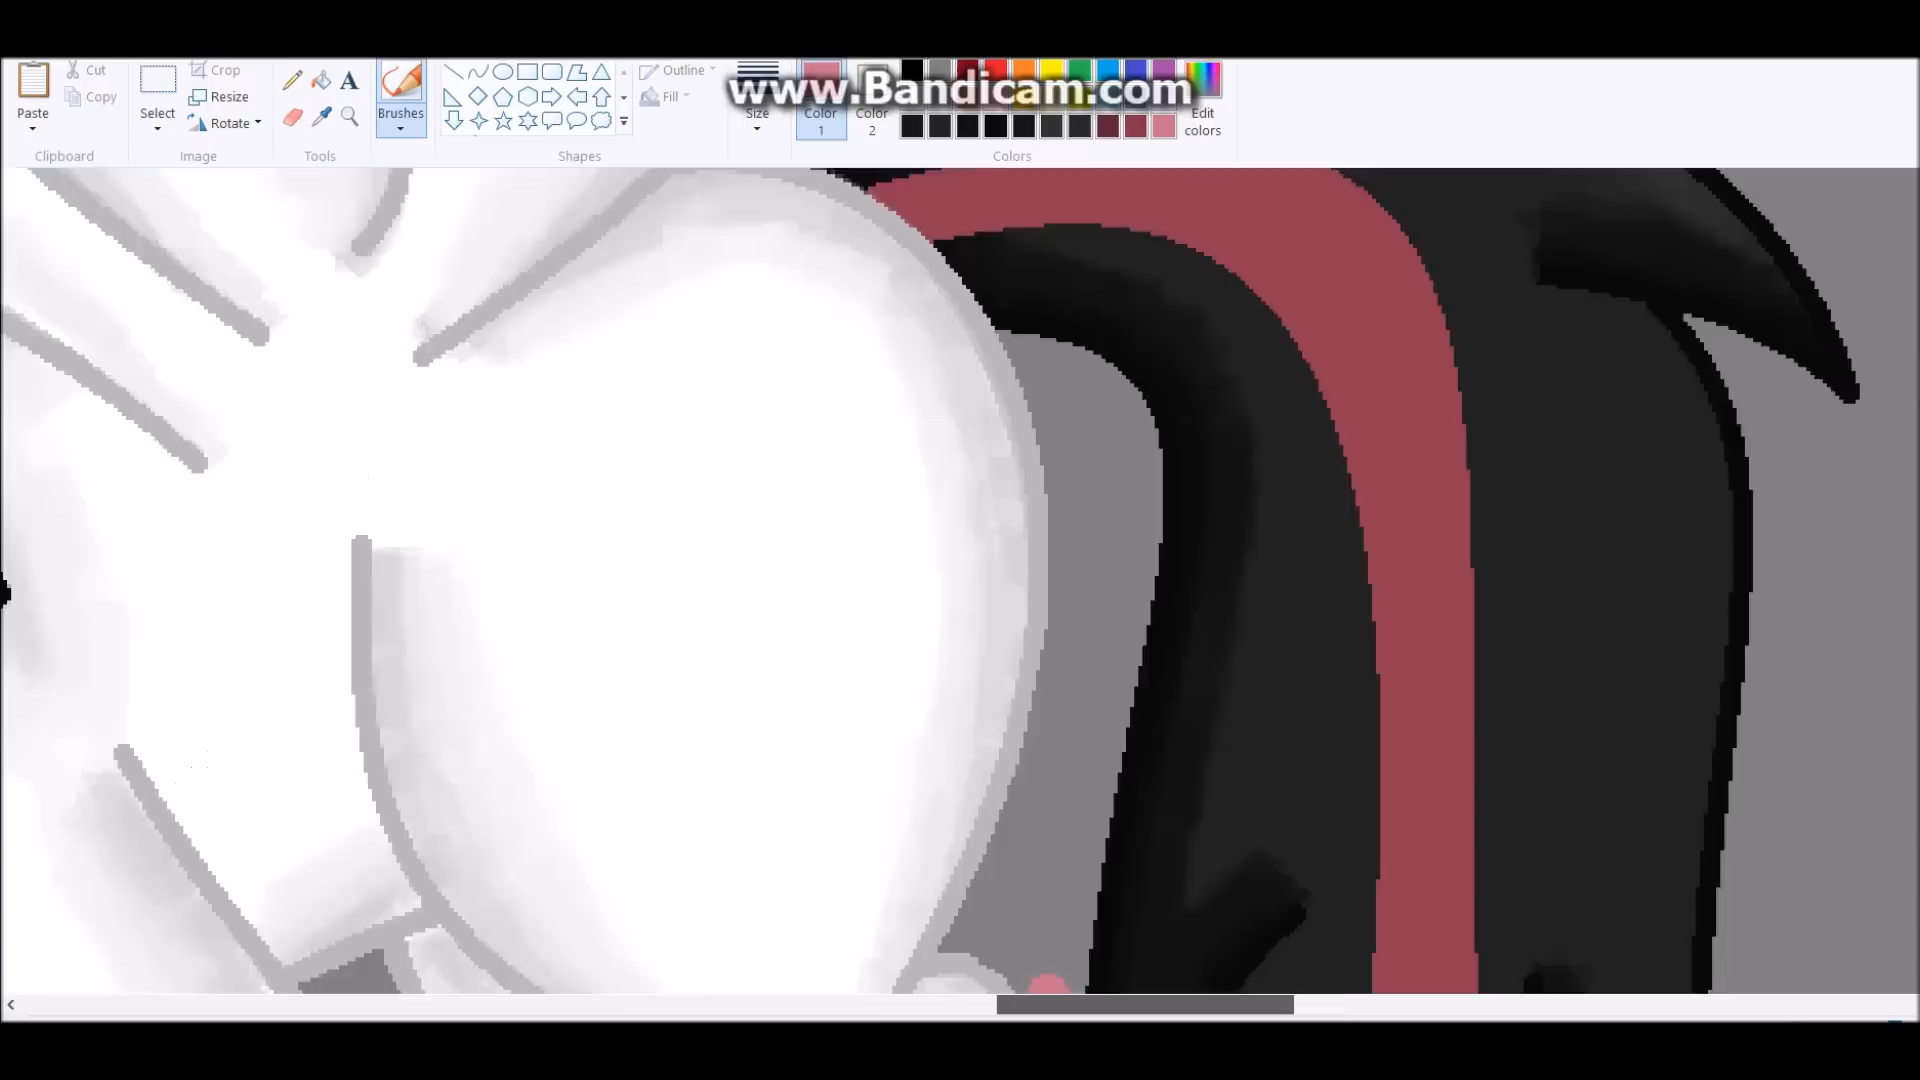 www.Bandicam.com
Paste
Cut
Copy
Clipboard
Select
Crop
Resize
Rotate
Image
A
Tools
Brushes
Outline
Fill
Shapes
Size
Color
1
Color
2
Edit
colors
Colors